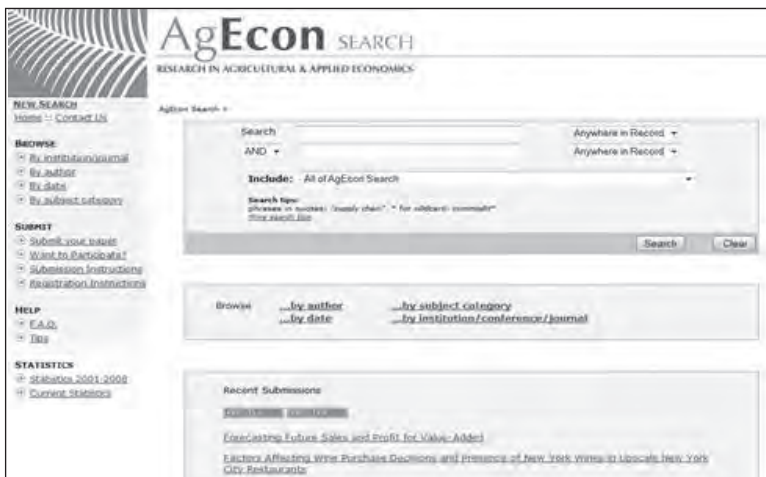 AgEcon SEARCH
RESEARCH IN AGRICULTURAL & APPLIED ECONOMICS
NEW SEARCH
Home :: Contact Us
BROWSE
By institution/journal
By author
By date
By subject category
SUBMIT
Submit your paper
Want to Participate?
Submission Instructions
Registration Instructions
HELP
F.A.Q.
Tips
STATISTICS
Statistics 2001-2008
Current Statistics
AgEcon Search >
Search Anywhere in Record
AND Anywhere in Record
Include: All of AgEcon Search
Search tips:
phrases in quotes: "supply chain" * for wildcard:
More search tips
Search Clear
Browse ...by author ...by subject category
...by date ...by institution/conference/journal
Recent Submissions
Forecasting Future Sales and Profit for Value-Added
Factors Affecting Wine Purchase Decisions and Presence of New York Wines in Upscale New York
City Restaurants